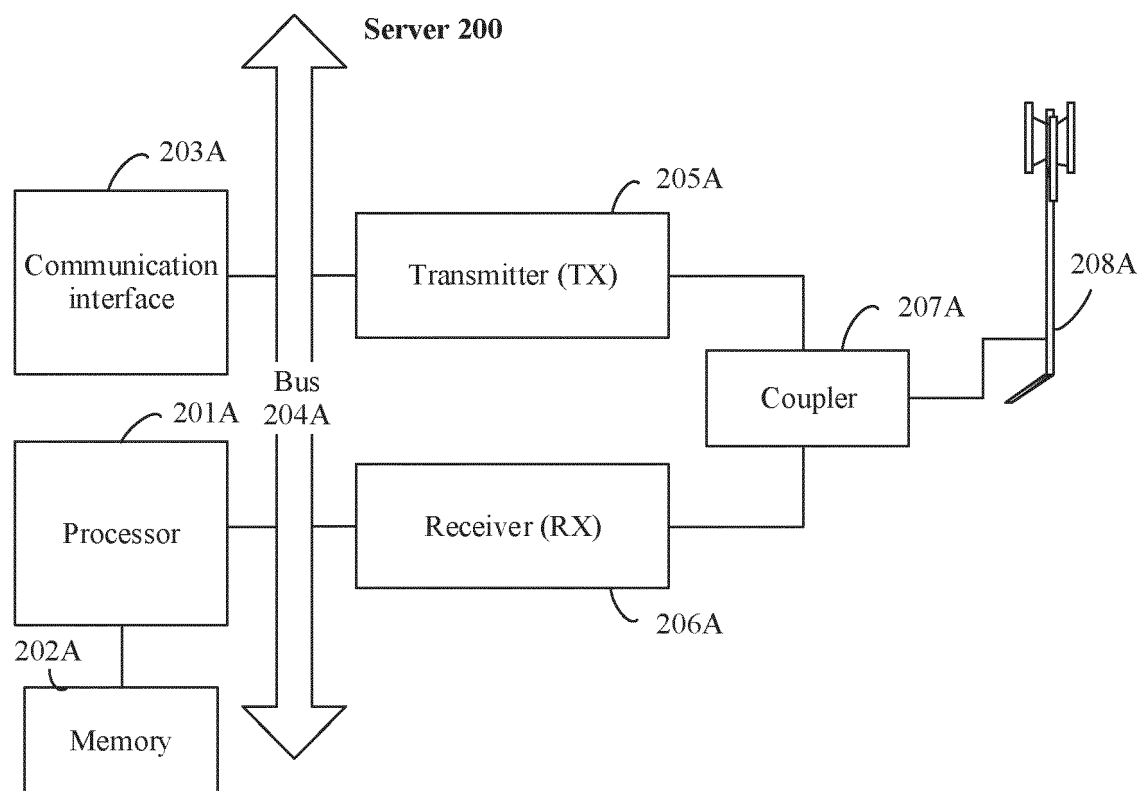 Server 200
203A
Communication
interface
205A
Transmitter (TX)
208A
207A
Coupler
Bus
204A
201A
Processor
Receiver (RX)
206A
202A
Memory